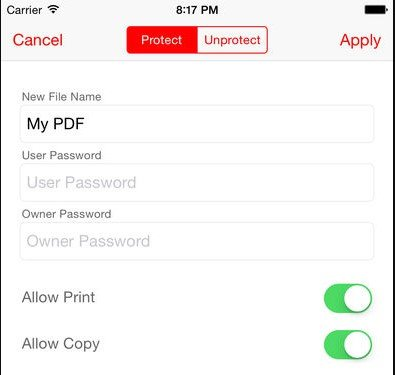 Carrier 8:17 PM
Cancel Protect Unprotect Apply
New File Name
My PDF
User Password
User Password
Owner Password
Owner Password
Allow Print
Allow Copy